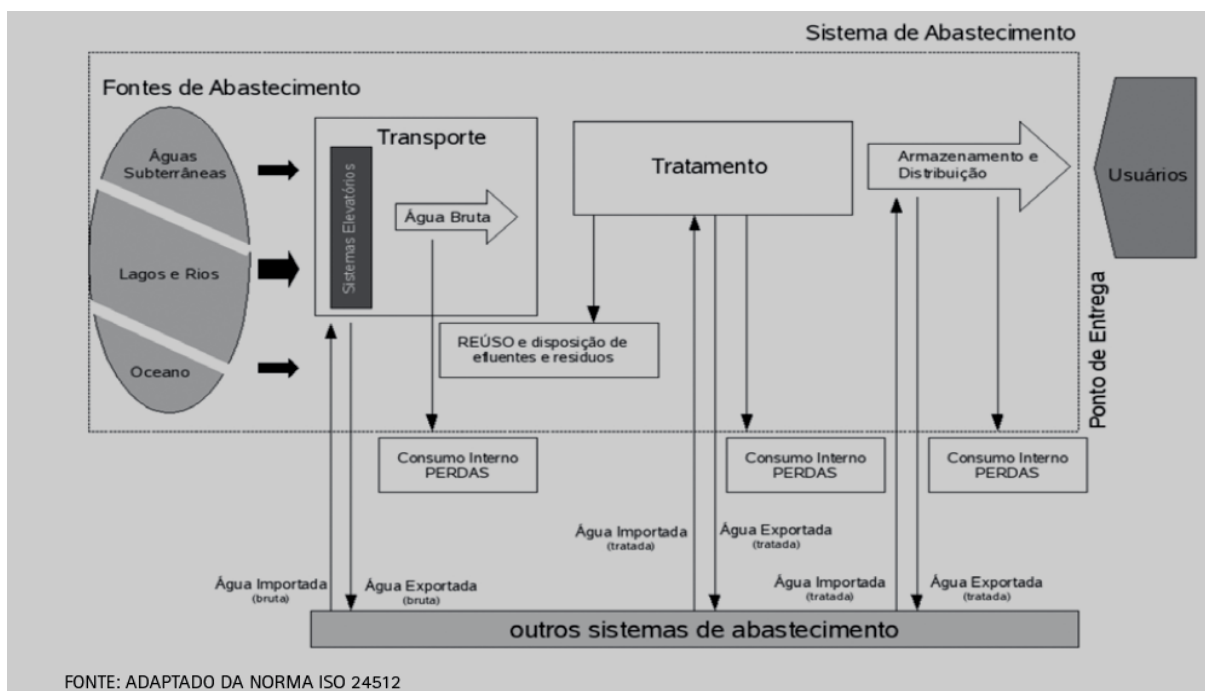 Sistema de Abastecimento
Fontes de Abastecimento
Águas
Subterrâneas
Lagos e Rios
Oceano
Transporte
Sistemas Elevatórios
Água Bruta
Tratamento
Armazenamento e
Distribuição
Usuários
Ponto de Entrega
REÚSO e disposição de
efluentes e residuos
Consumo Interno
PERDAS
Consumo Interno
PERDAS
Consumo Interno
PERDAS
Água Importada
(bruta)
Água Exportada
(bruta)
Água Importada
(tratada)
Água Exportada
(tratada)
Água Importada
(tratada)
Água Exportada
(tratada)
outros sistemas de abastecimento
FONTE: ADAPTADO DA NORMA ISO 24512